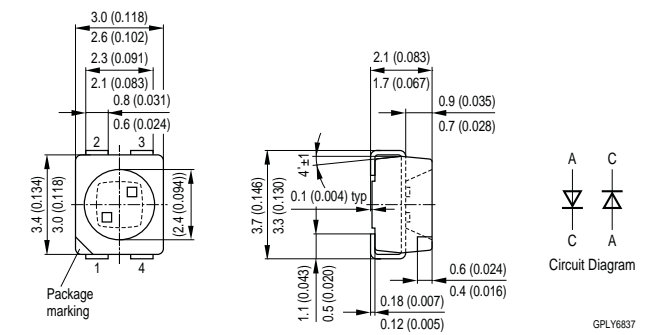 3.0 (0.118)
2.6 (0.102)
2.3 (0.091)
2.1 (0.083)
0.8 (0.031)
0.6 (0.024)
2
3
3.4 (0.134)
3.0 (0.118)
(2.4 (0.094))
1
4
Package
marking
2.1 (0.083)
1.7 (0.067)
0.9 (0.035)
0.7 (0.028)
4°±1
0.1 (0.004) typ
3.7 (0.146)
3.3 (0.130)
1.1 (0.043)
0.5 (0.020)
0.6 (0.024)
0.4 (0.016)
0.18 (0.007)
0.12 (0.005)
A
C
C
A
Circuit Diagram
GPLY6837